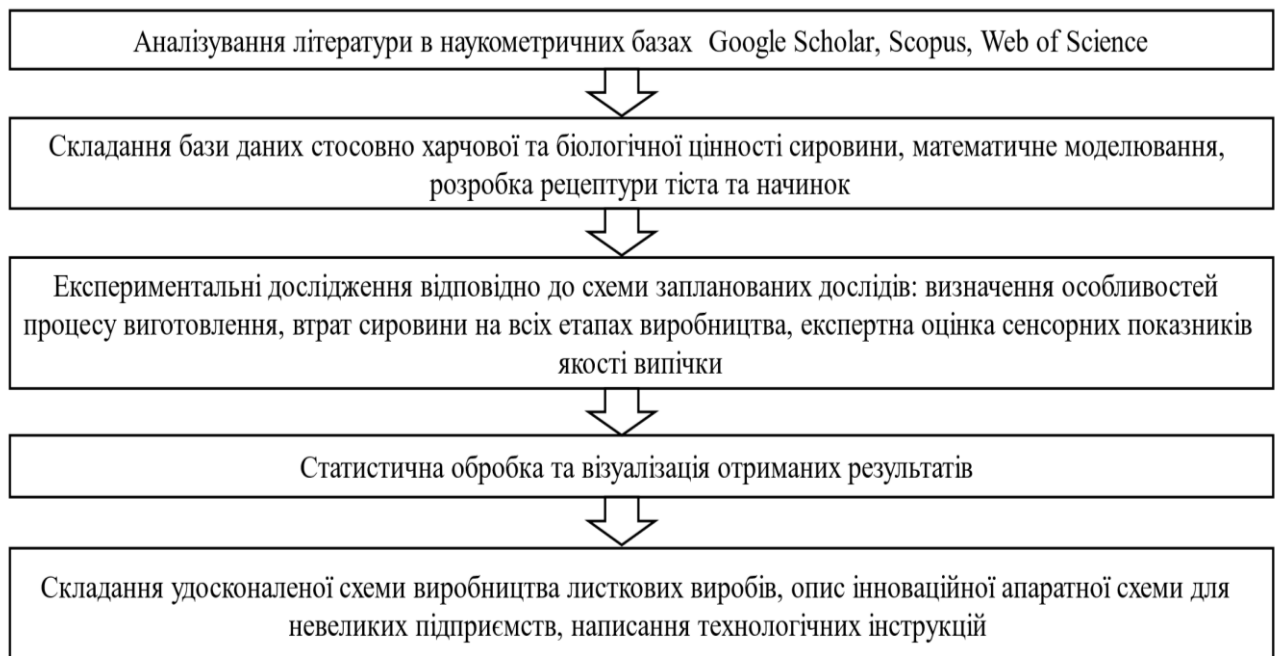 Аналізування літератури в наукометричних базах Google Scholar, Scopus, Web of Science
Складання бази даних стосовно харчової та біологічної цінності сировини, математичне моделювання,
розробка рецептури тіста та начинок
Експериментальні дослідження відповідно до схеми запланованих дослідів: визначення особливостей
процесу виготовлення, втрат сировини на всіх етапах виробництва, експертна оцінка сенсорних показників
якості випічки
Статистична обробка та візуалізація отриманих результатів
Складання удосконаленої схеми виробництва листкових виробів, опис інноваційної апаратної схеми для
невеликих підприємств, написання технологічних інструкцій